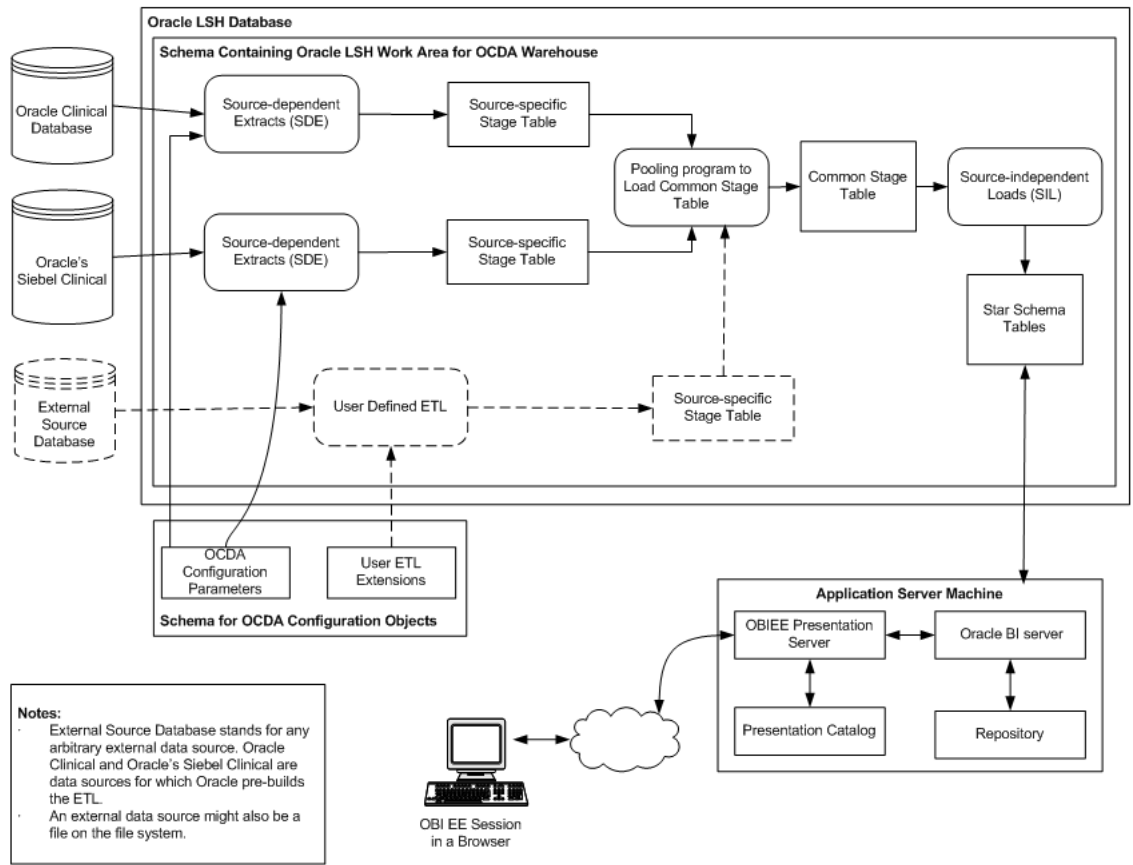 Oracle LSH Database
Schema Containing Oracle LSH Work Area for OCDA Warehouse
Oracle Clinical
Database
Source-dependent
Extracts (SDE)
Source-specific
Stage Table
Pooling program to
Load Common Stage
Table
Common Stage
Table
Source-independent
Loads (SIL)
Oracle's
Siebel Clinical
Source-dependent
Extracts (SDE)
Source-specific
Stage Table
Star Schema
Tables
External
Source
Database
User Defined ETL
Source-specific
Stage Table
OCDA
Configuration
Parameters
User ETL
Extensions
Schema for OCDA Configuration Objects
Application Server Machine
OBIEE Presentation
Server
Oracle BI server
Presentation Catalog
Repository
Notes:
· External Source Database stands for any
arbitrary external data source. Oracle
Clinical and Oracle's Siebel Clinical are
data sources for which Oracle pre-builds
the ETL.
· An external data source might also be a
file on the file system.
OBI EE Session
in a Browser